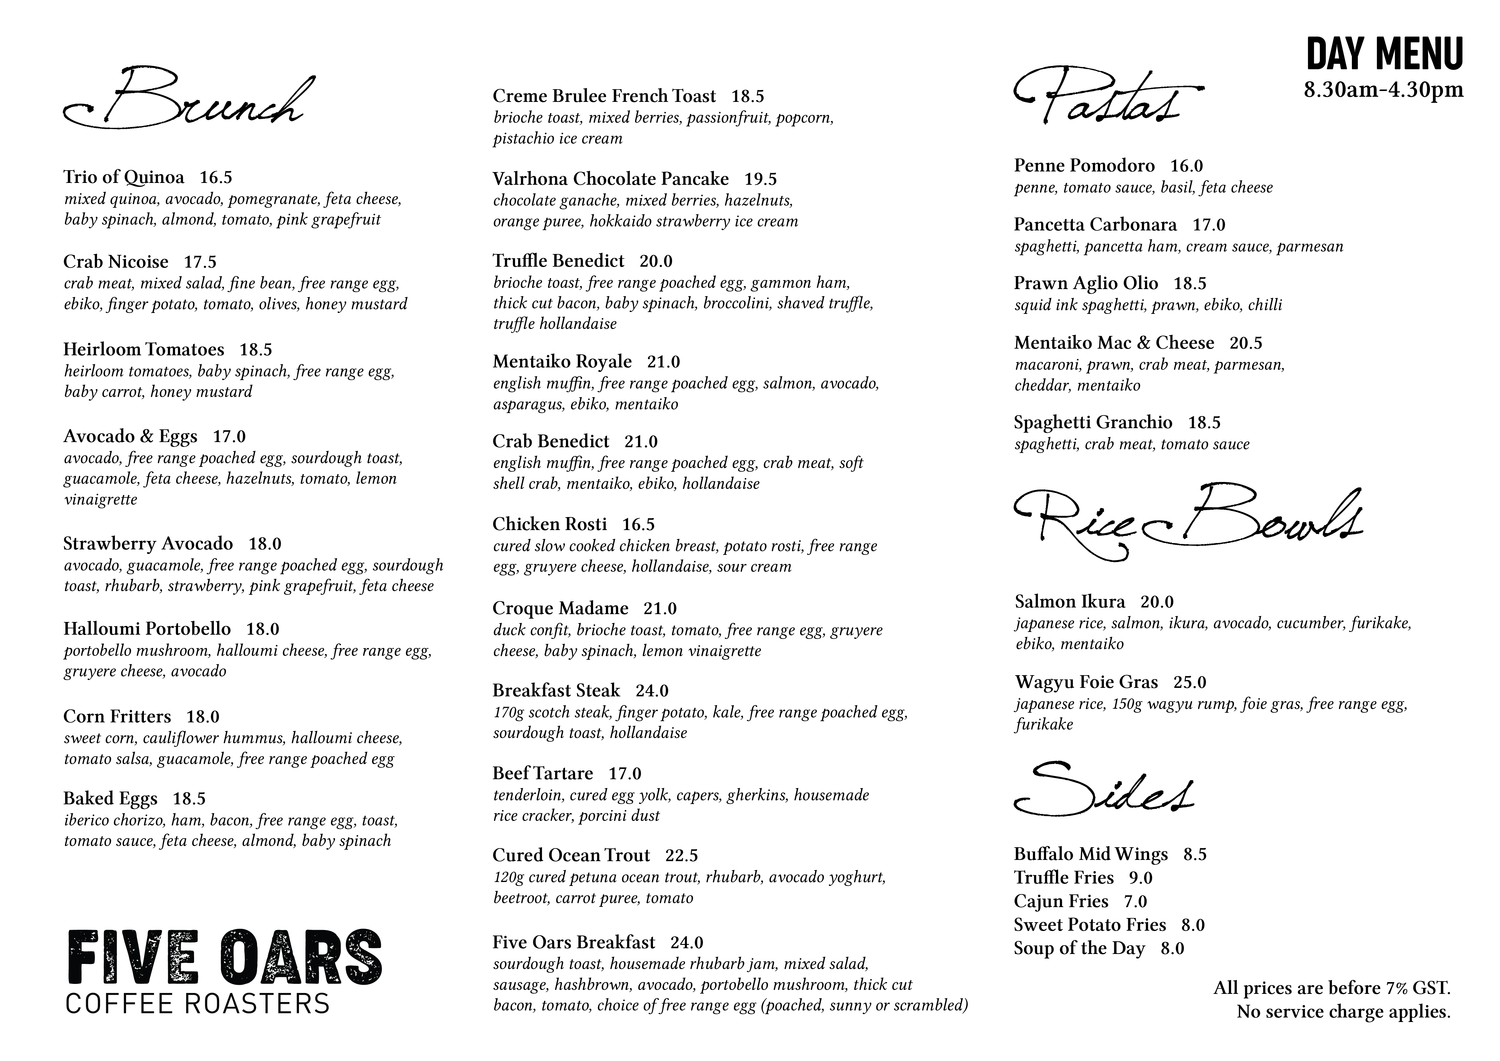 Brunch
Trio of Quinoa 16.5
mixed quinoa, avocado, pomegranate, feta cheese,
baby spinach, almond, tomato, pink grapefruit
Crab Nicoise 17.5
crab meat, mixed salad, fine bean, free range egg,
ebiko, finger potato, tomato, olives, honey mustard
Heirloom Tomatoes 18.5
heirloom tomatoes, baby spinach, free range egg,
baby carrot, honey mustard
Avocado & Eggs 17.0
avocado, free range poached egg, sourdough toast,
guacamole, feta cheese, hazelnuts, tomato, lemon
vinaigrette
Strawberry Avocado 18.0
avocado, guacamole, free range poached egg, sourdough
toast, rhubarb, strawberry, pink grapefruit, feta cheese
Halloumi Portobello 18.0
portobello mushroom, halloumi cheese, free range egg,
gruyere cheese, avocado
Corn Fritters 18.0
sweet corn, cauliflower hummus, halloumi cheese,
tomato salsa, guacamole, free range poached egg
Baked Eggs 18.5
iberico chorizo, ham, bacon, free range egg, toast,
tomato sauce, feta cheese, almond, baby spinach
FIVE OARS
COFFEE ROASTERS
Creme Brulee French Toast 18.5
brioche toast, mixed berries, passionfruit, popcorn,
pistachio ice cream
Valrhona Chocolate Pancake 19.5
chocolate ganache, mixed berries, hazelnuts,
orange puree, hokkaido strawberry ice cream
Truffle Benedict 20.0
brioche toast, free range poached egg, gammon ham,
thick cut bacon, baby spinach, broccolini, shaved truffle,
truffle hollandaise
Mentaiko Royale 21.0
english muffin, free range poached egg, salmon, avocado,
asparagus, ebiko, mentaiko
Crab Benedict 21.0
english muffin, free range poached egg, crab meat, soft
shell crab, mentaiko, ebiko, hollandaise
Chicken Rosti 16.5
cured slow cooked chicken breast, potato rosti, free range
egg, gruyere cheese, hollandaise, sour cream
Croque Madame 21.0
duck confit, brioche toast, tomato, free range egg, gruyere
cheese, baby spinach, lemon vinaigrette
Breakfast Steak 24.0
170g scotch steak, finger potato, kale, free range poached egg,
sourdough toast, hollandaise
Beef Tartare 17.0
tenderloin, cured egg yolk, capers, gherkins, housemade
rice cracker, porcini dust
Cured Ocean Trout 22.5
120g cured petuna ocean trout, rhubarb, avocado yoghurt,
beetroot, carrot puree, tomato
Five Oars Breakfast 24.0
sourdough toast, housemade rhubarb jam, mixed salad,
sausage, hashbrown, avocado, portobello mushroom, thick cut
bacon, tomato, choice of free range egg (poached, sunny or scrambled)
DAY MENU
8.30am-4.30pm
Pastas
Penne Pomodoro 16.0
penne, tomato sauce, basil, feta cheese
Pancetta Carbonara 17.0
spaghetti, pancetta ham, cream sauce, parmesan
Prawn Aglio Olio 18.5
squid ink spaghetti, prawn, ebiko, chilli
Mentaiko Mac & Cheese 20.5
macaroni, prawn, crab meat, parmesan,
cheddar, mentaiko
Spaghetti Granchio 18.5
spaghetti, crab meat, tomato sauce
Rice Bowls
Salmon Ikura 20.0
japanese rice, salmon, ikura, avocado, cucumber, furikake,
ebiko, mentaiko
Wagyu Foie Gras 25.0
japanese rice, 150g wagyu rump, foie gras, free range egg,
furikake
Sides
Buffalo Mid Wings 8.5
Truffle Fries 9.0
Cajun Fries 7.0
Sweet Potato Fries 8.0
Soup of the Day 8.0
All prices are before 7% GST.
No service charge applies.